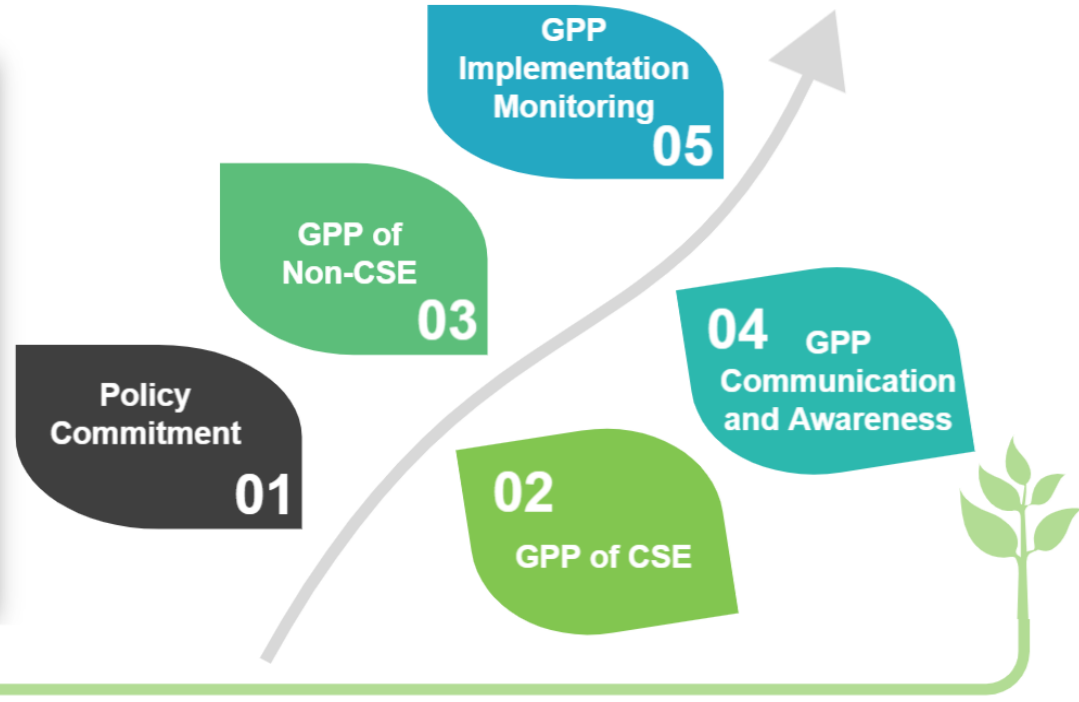 Policy
Commitment
01
02
GPP of CSE
GPP of
Non-CSE
03
04 GPP
Communication
and Awareness
GPP
Implementation
Monitoring
05